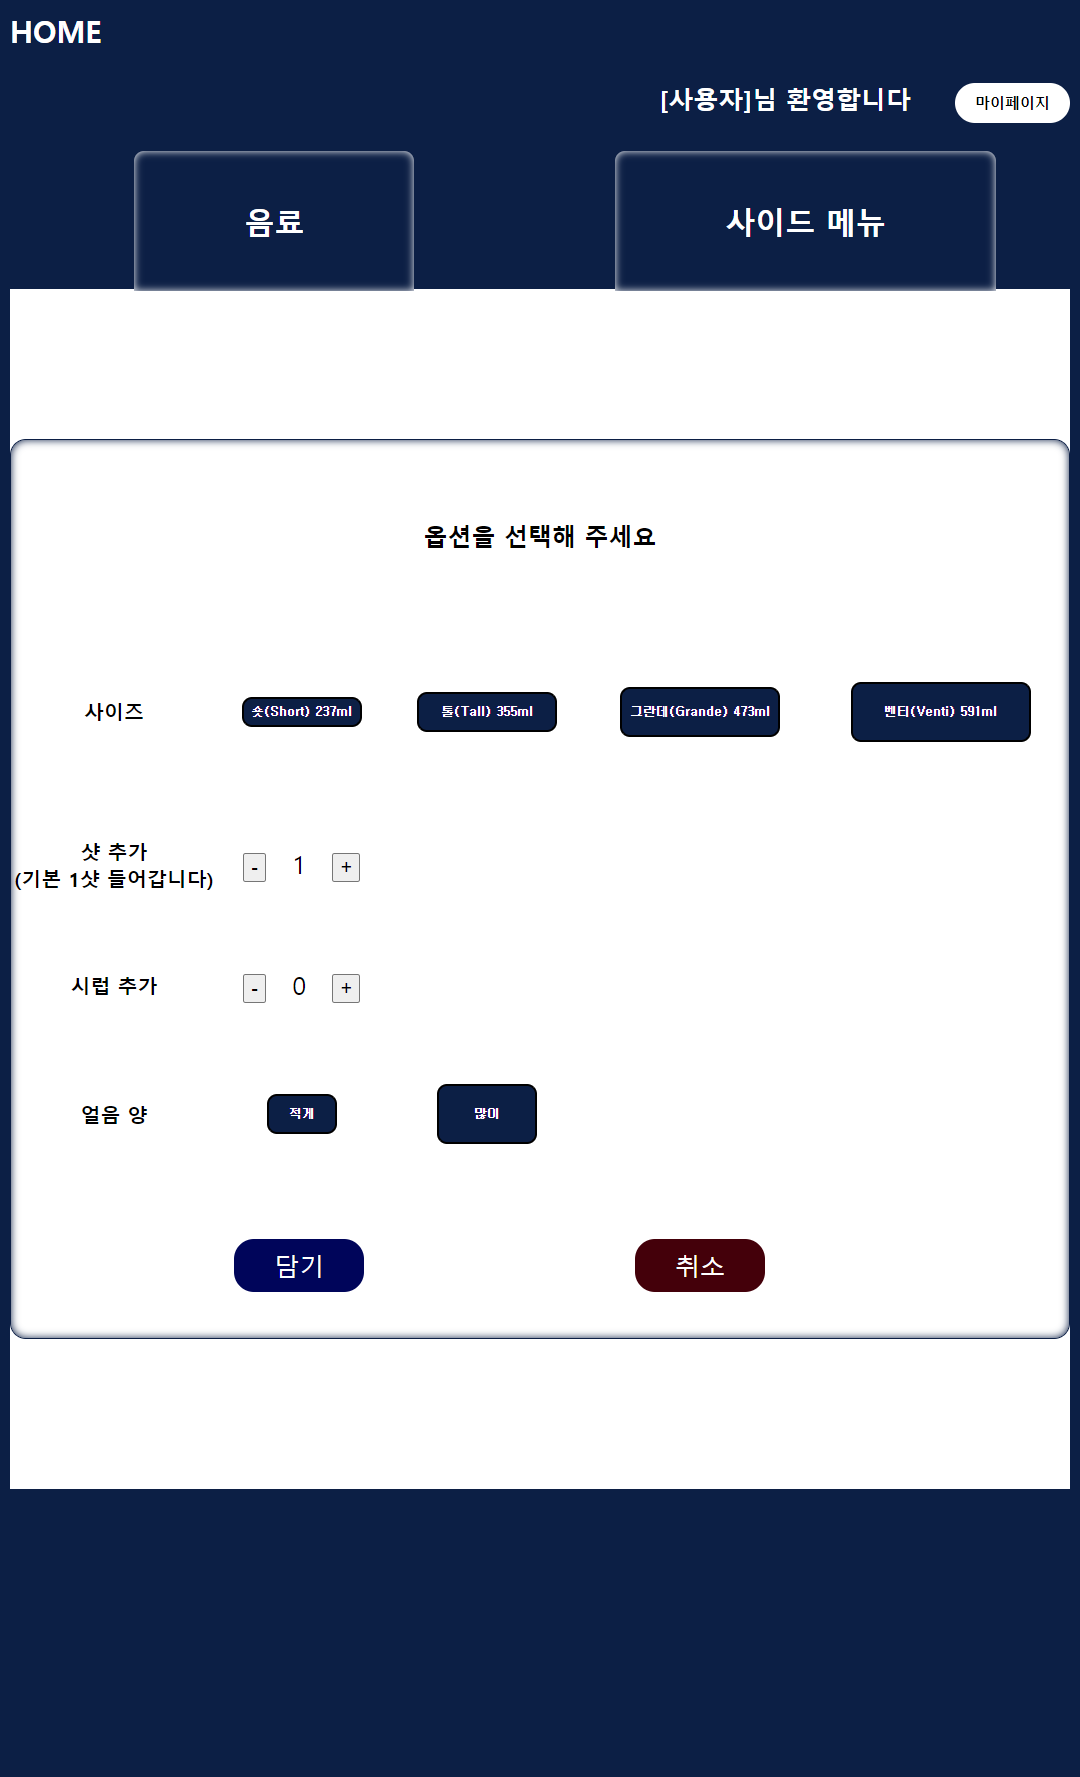 HOME
[사용자]님 환영합니다 마이페이지
음료 사이드 메뉴
옵션을 선택해 주세요
사이즈 숏(Short) 237ml 톨(Tall) 355ml 그란데(Grande) 473ml 벤티(Venti) 591ml
샷 추가
(기본 1샷 들어갑니다)
- 1 +
시럽 추가 - 0 +
얼음 양 적게 많이
담기 취소